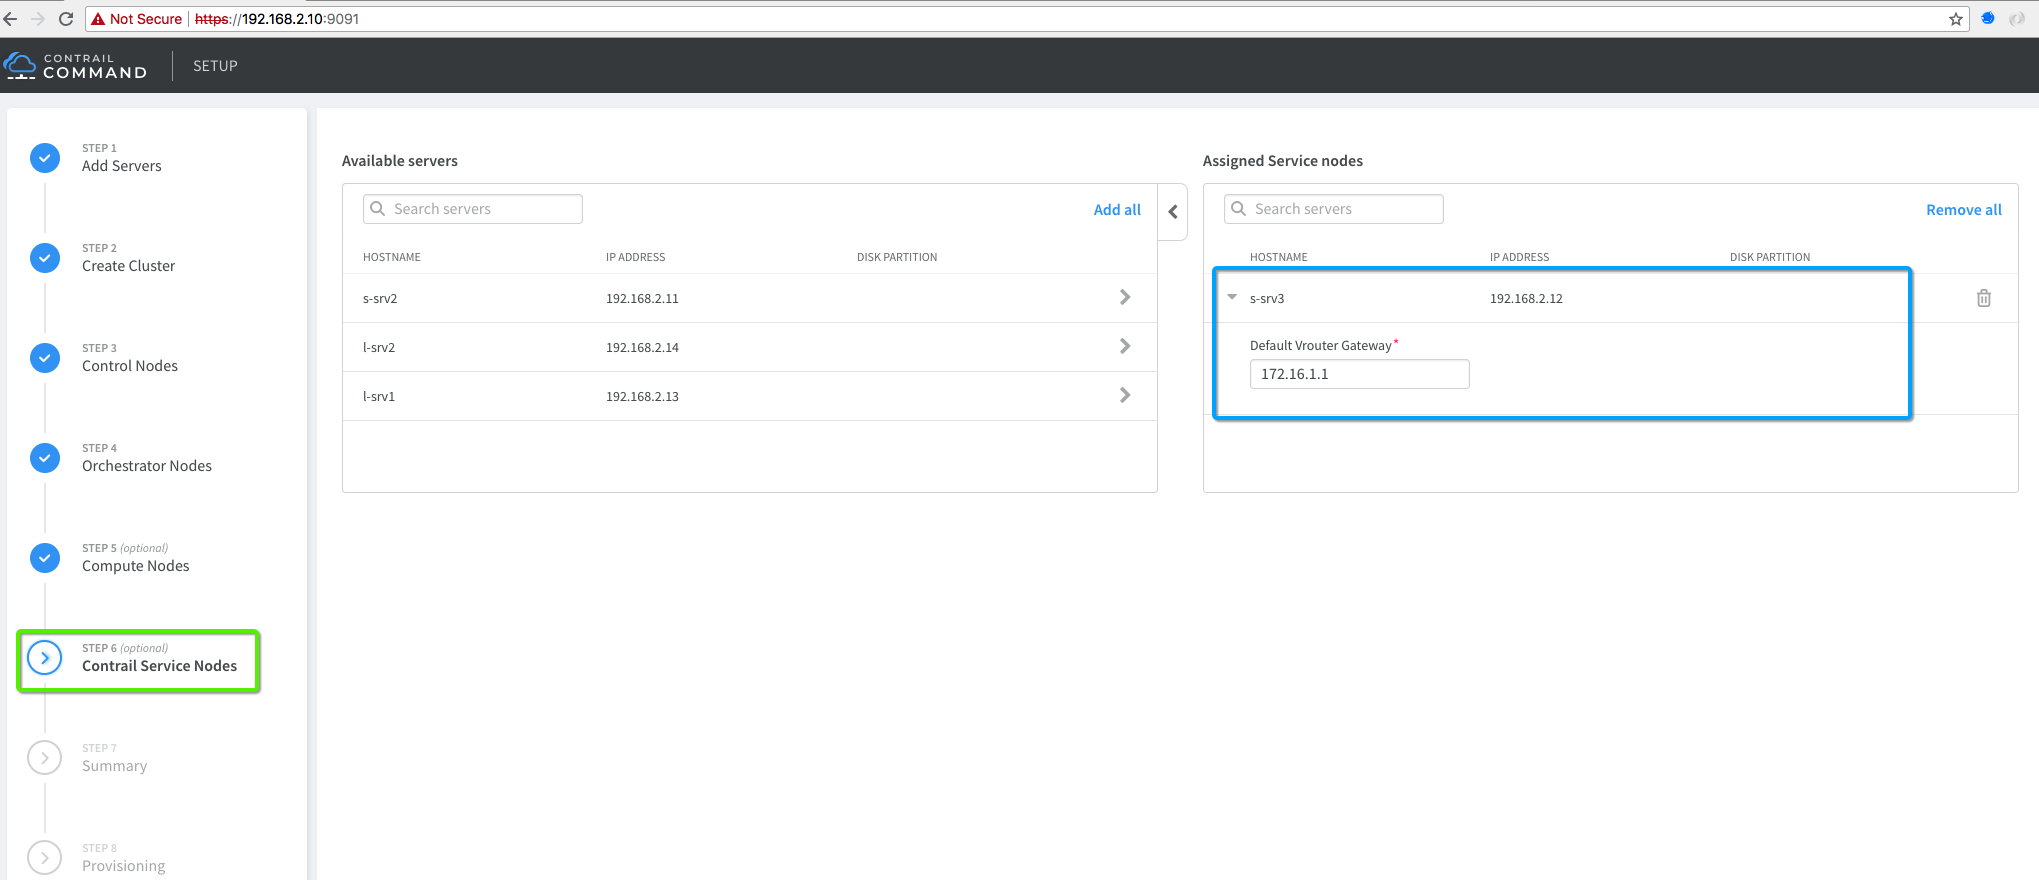 Not Secure | https://192.168.2.10:9091
CONTRAIL
COMMAND
SETUP
STEP 1
Add Servers
STEP 2
Create Cluster
STEP 3
Control Nodes
STEP 4
Orchestrator Nodes
STEP 5 (optional)
Compute Nodes
STEP 6 (optional)
Contrail Service Nodes
STEP 7
Summary
STEP 8
Provisioning
Available servers
Search servers
Add all
HOSTNAME IP ADDRESS DISK PARTITION
s-srv2 192.168.2.11
l-srv2 192.168.2.14
l-srv1 192.168.2.13
Assigned Service nodes
Search servers
Remove all
HOSTNAME IP ADDRESS DISK PARTITION
s-srv3 192.168.2.12
Default Vrouter Gateway*
172.16.1.1